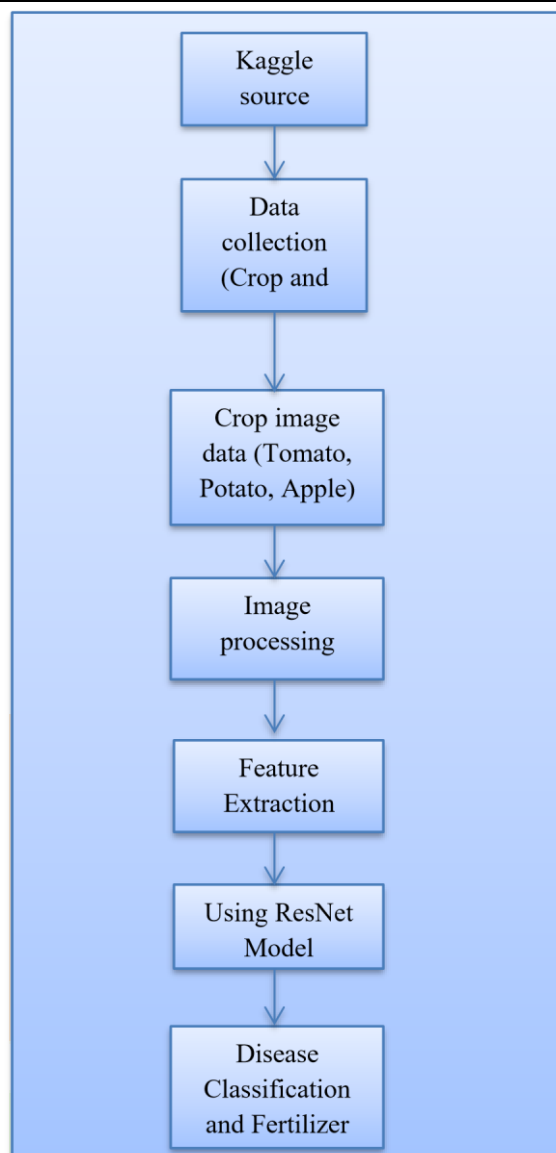 Kaggle
source
Data
collection
(Crop and
Crop image
data (Tomato,
Potato, Apple)
Image
processing
Feature
Extraction
Using ResNet
Model
Disease
Classification
and Fertilizer